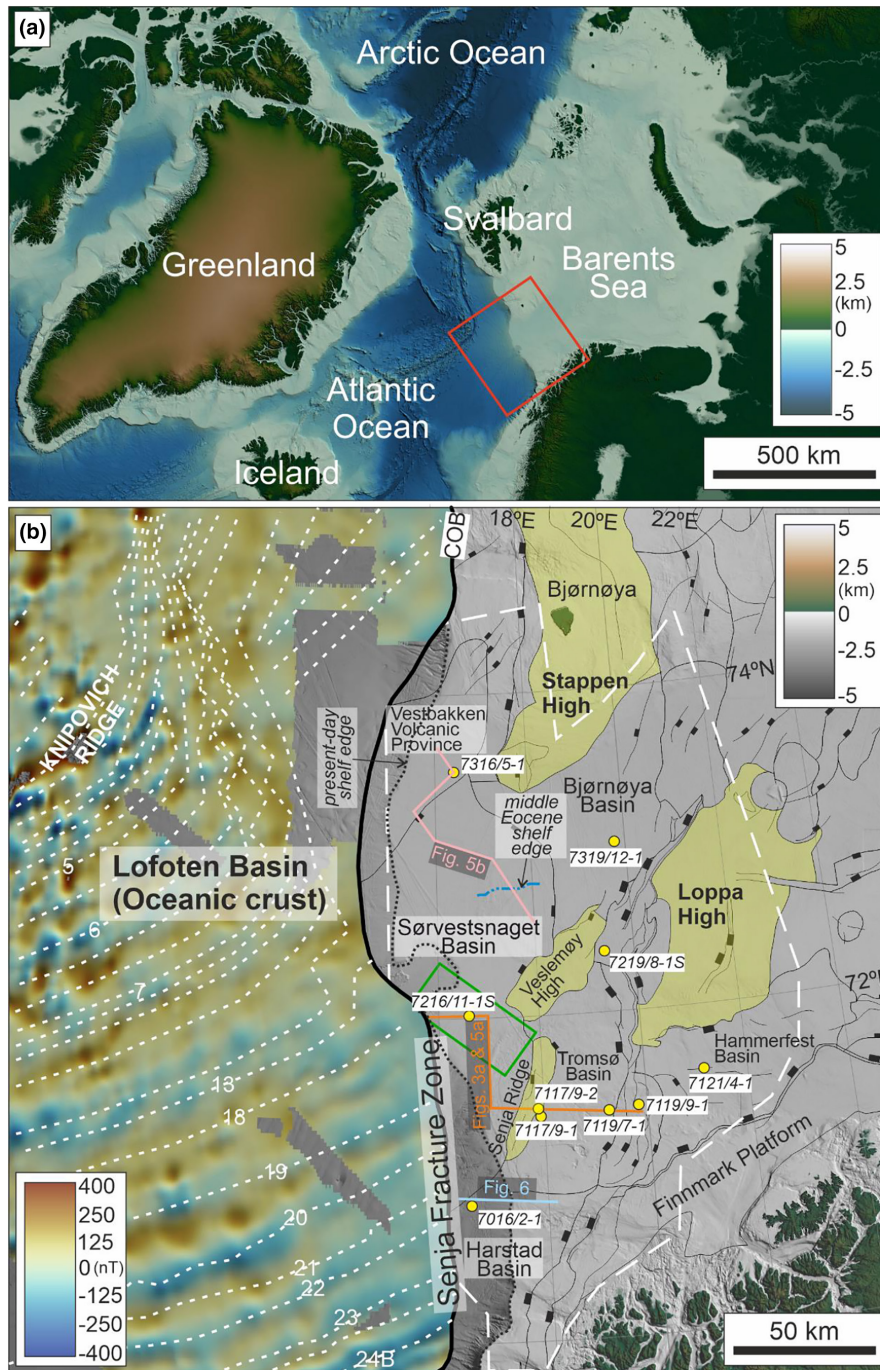 (a)
Arctic Ocean
Svalbard
Greenland
Barents
Sea
Atlantic
Ocean
Iceland
5
2.5
(km)
0
-2.5
-5
500 km
(b)
COB
18ºE
20ºE
22ºE
5
2.5
(km)
0
-2.5
-5
Bjørnøya
74ºN
Stappen
High
KNIPOVICH
RIDGE
present-day
shelf edge
Vestbakken
Volcanic
Province
7316/5-1
Bjørnøya
Basin
middle
Eocene
shelf
edge
7319/12-1
Fig. 5b
5
Lofoten Basin
(Oceanic crust)
Loppa
High
6
Sørvestsnaget
Basin
Veslemøy
High
7219/8-1S
72ºN
7
7216/11-1S
Figs. 3a & 5a
Hammerfest
Basin
13
Senja Fracture Zone
Senja Ridge
Tromsø
Basin
7121/4-1
18
7117/9-2
7119/9-1
7117/9-1
7119/7-1
19
Finnmark Platform
Fig. 6
400
250
125
0 (nT)
-125
-250
-400
20
7016/2-1
Harstad
Basin
21
22
23
24B
50 km